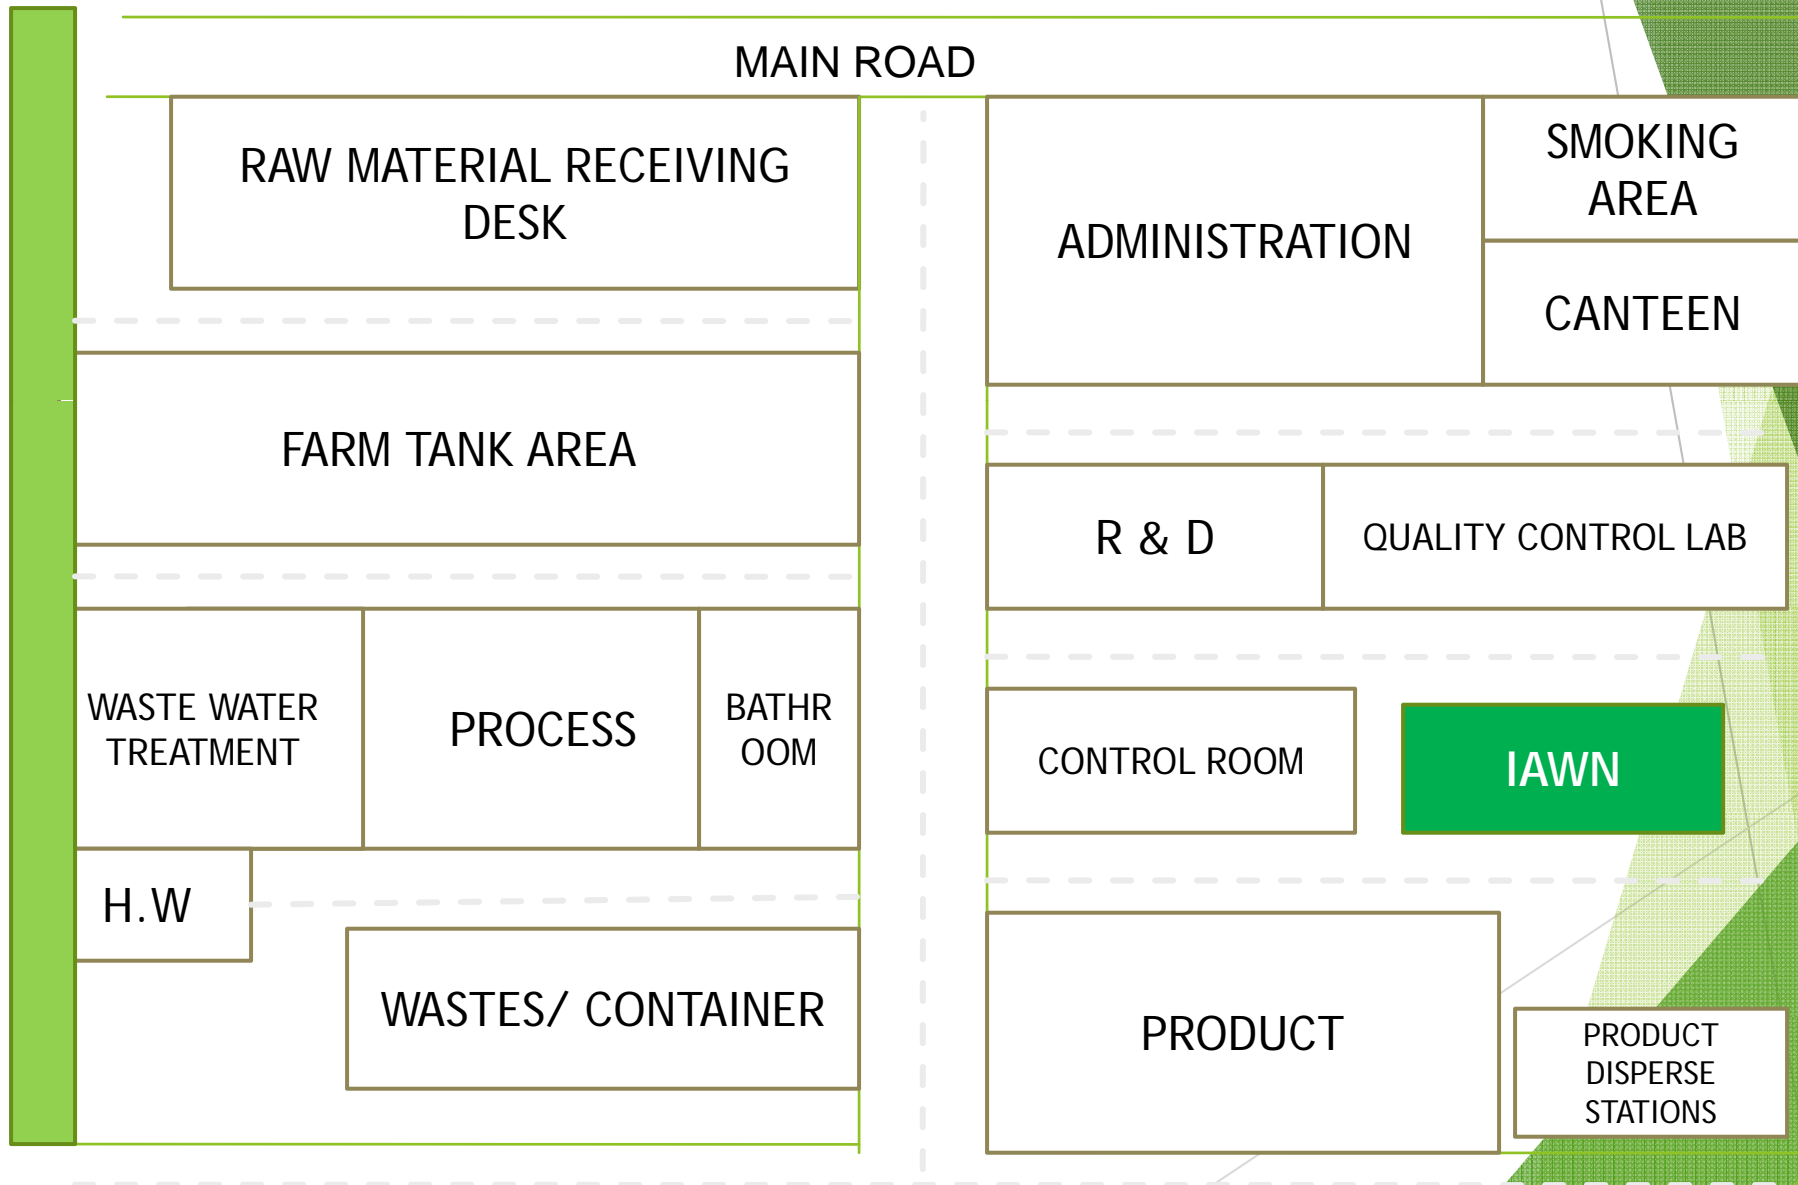 MAIN ROAD
RAW MATERIAL RECEIVING
DESK
ADMINISTRATION
SMOKING
AREA
CANTEEN
FARM TANK AREA
R & D
QUALITY CONTROL LAB
WASTE WATER
TREATMENT
PROCESS
BATHR
OOM
CONTROL ROOM
IAWN
H.W
WASTES/ CONTAINER
PRODUCT
PRODUCT
DISPERSE
STATIONS